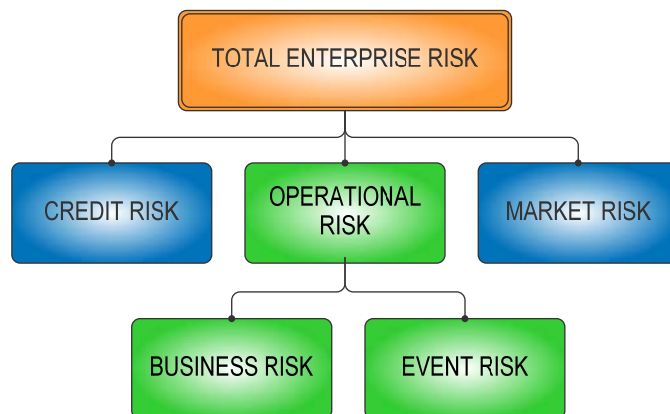 TOTAL ENTERPRISE RISK
CREDIT RISK
OPERATIONAL
RISK
MARKET RISK
BUSINESS RISK
EVENT RISK